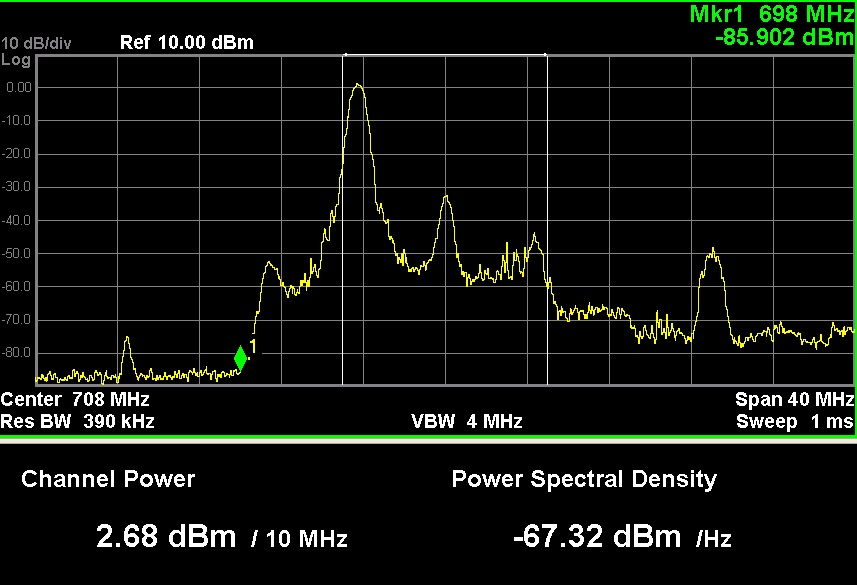 Mkr1 698 MHz
10 dB/div Ref 10.00 dBm -85.902 dBm
Log
0.00
-10.0
-20.0
-30.0
-40.0
-50.0
-60.0
-70.0
-80.0
1
Center 708 MHz Span 40 MHz
Res BW 390 kHz VBW 4 MHz Sweep 1 ms
Channel Power Power Spectral Density
2.68 dBm / 10 MHz -67.32 dBm /Hz